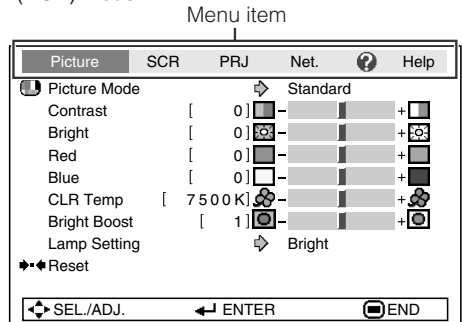 Menu item
Picture SCR PRJ Net. ? Help
Picture Mode Standard
Contrast [ 0] - +
Bright [ 0] - +
Red [ 0] - +
Blue [ 0] - +
CLR Temp [ 7500K] - +
Bright Boost [ 1] - +
Lamp Setting Bright
Reset
SEL./ADJ. ENTER END